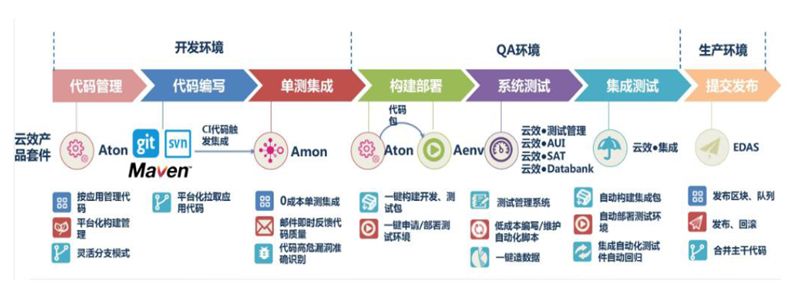 开发环境
QA环境
生产环境
代码管理
代码编写
单测集成
构建部署
系统测试
集成测试
提交发布
云效产
品套件
Aton
git
svn
Maven™
CI代码触
发集成
Amon
代码
包
Aton
Aenv
云效●测试管理
云效●AUI
云效●SAT
云效●Databank
云效●集成
EDAS
按应用管理代
码
平台化构建管
理
灵活分支模式
平台化拉取应
用代码
0成本单测集成
邮件即时反馈代
码质量
代码高危漏洞准
确识别
一键构建开发、测
试包
一键申请/部署测
试环境
测试管理系统
低成本编写/维护
自动化脚本
一键造数据
自动构建集成包
自动部署测试环
境
集成自动化测试
件自动回归
发布区块、队列
发布、回滚
合并主干代码